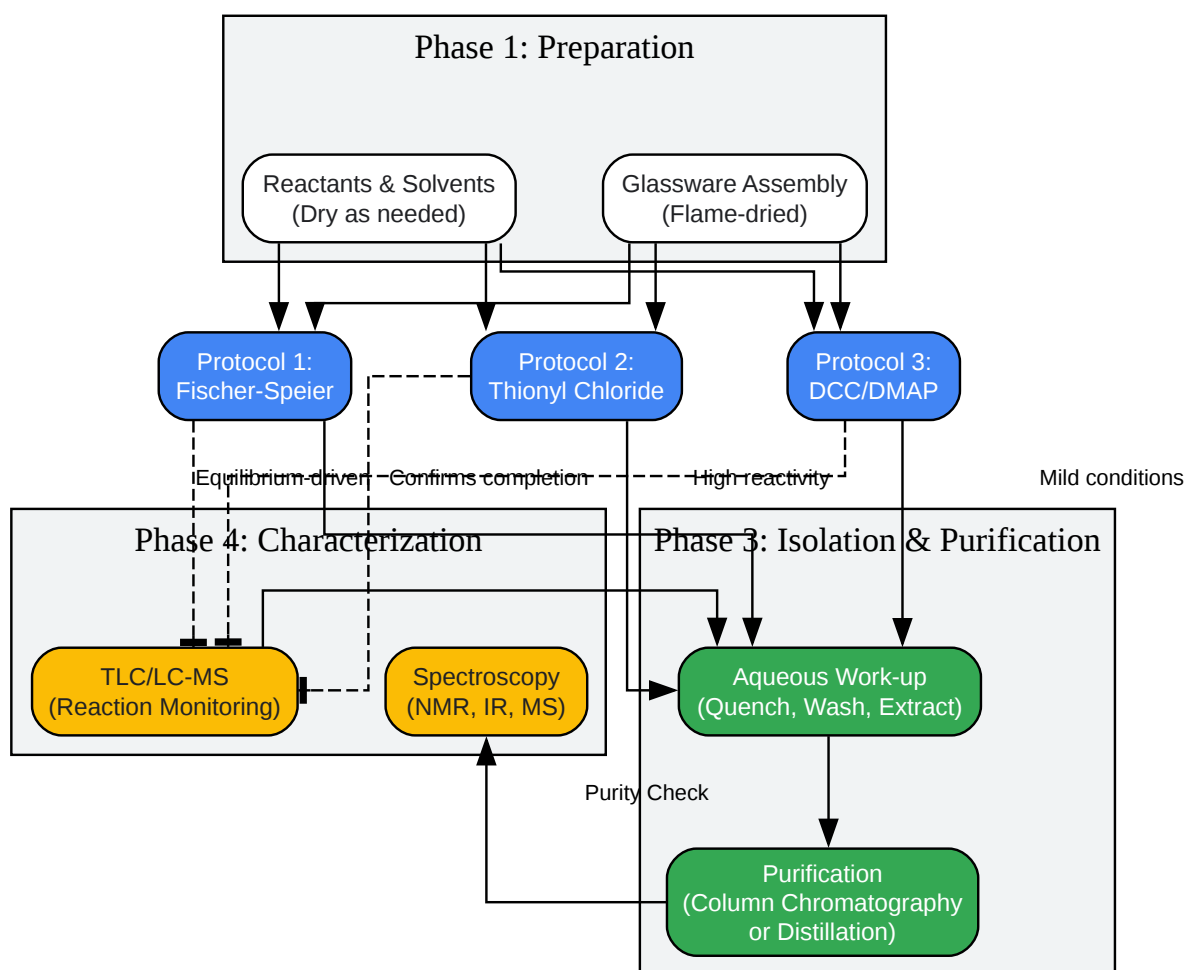 Phase 1: Preparation
Reactants & Solvents
(Dry as needed)
Glassware Assembly
(Flame-dried)
Protocol 1:
Fischer-Speier
Protocol 2:
Thionyl Chloride
Protocol 3:
DCC/DMAP
Equilibrium-driven
Confirms completion
High reactivity
Mild conditions
Phase 4: Characterization
Phase 3: Isolation & Purification
TLC/LC-MS
(Reaction Monitoring)
Spectroscopy
(NMR, IR, MS)
Aqueous Work-up
(Quench, Wash, Extract)
Purity Check
Purification
(Column Chromatography
or Distillation)